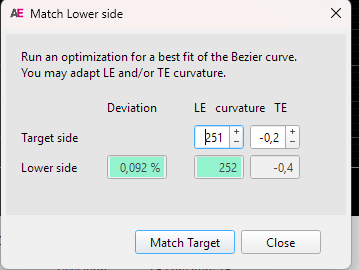 AE Match Lower side
Run an optimization for a best fit of the Bezier curve.
You may adapt LE and/or TE curvature.
Deviation LE curvature TE
Target side 251 + − -0,2 + −
Lower side 0,092 % 252 -0,4
Match Target Close